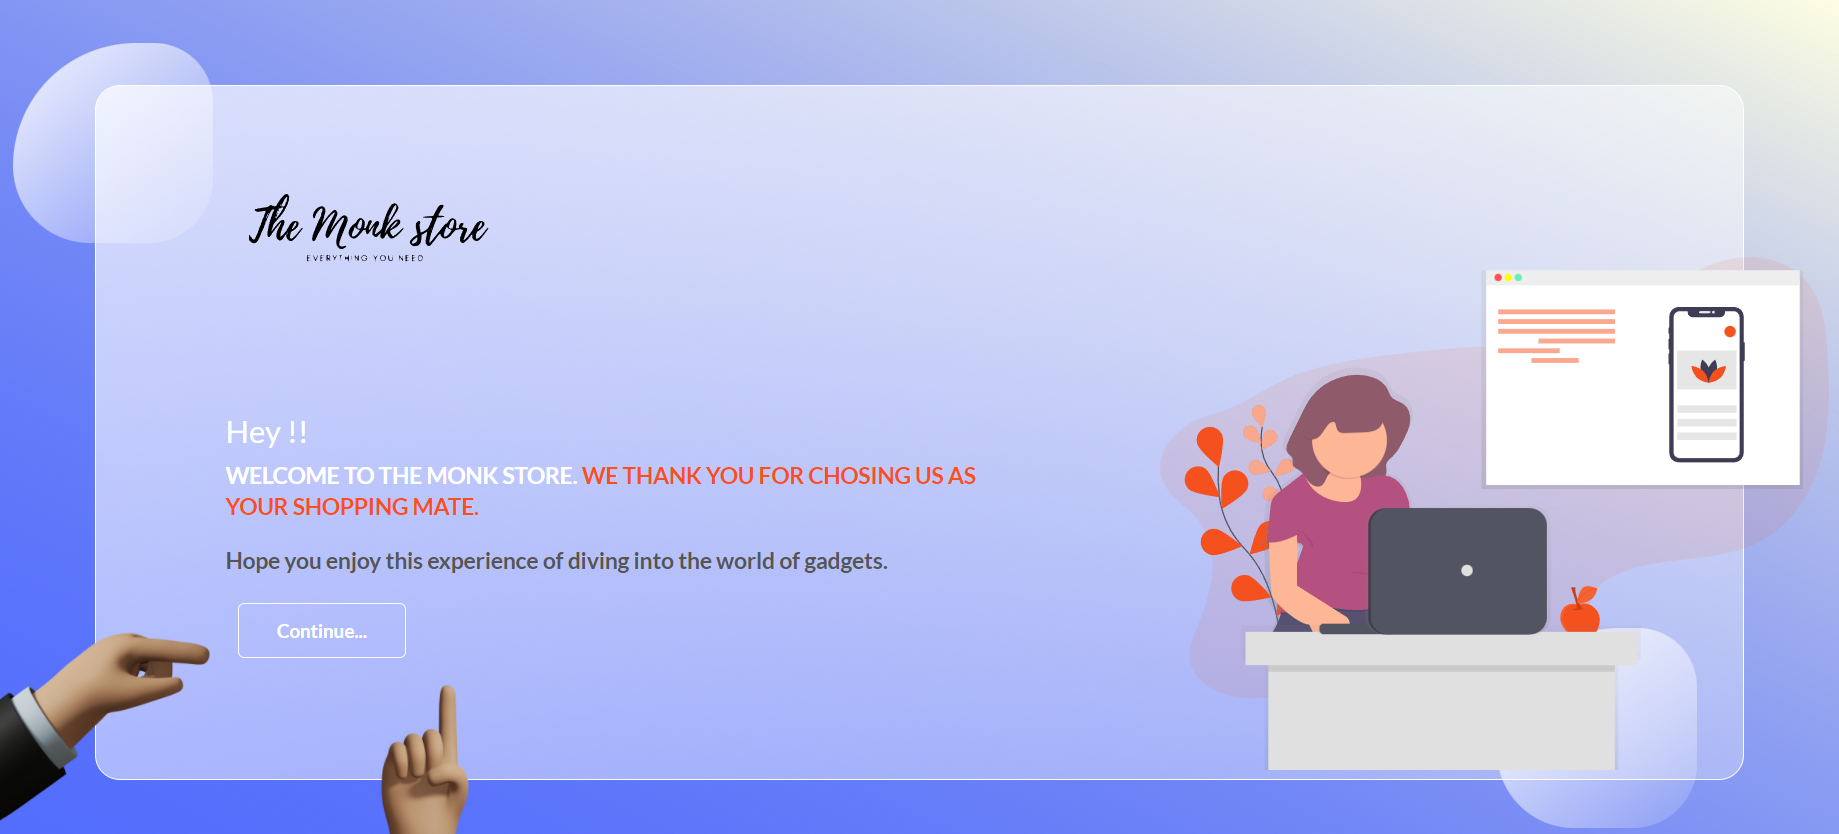 The Monk store
EVERYTHING YOU NEED
Hey !!
WELCOME TO THE MONK STORE. WE THANK YOU FOR CHOSING US AS
YOUR SHOPPING MATE.
Hope you enjoy this experience of diving into the world of gadgets.
Continue...